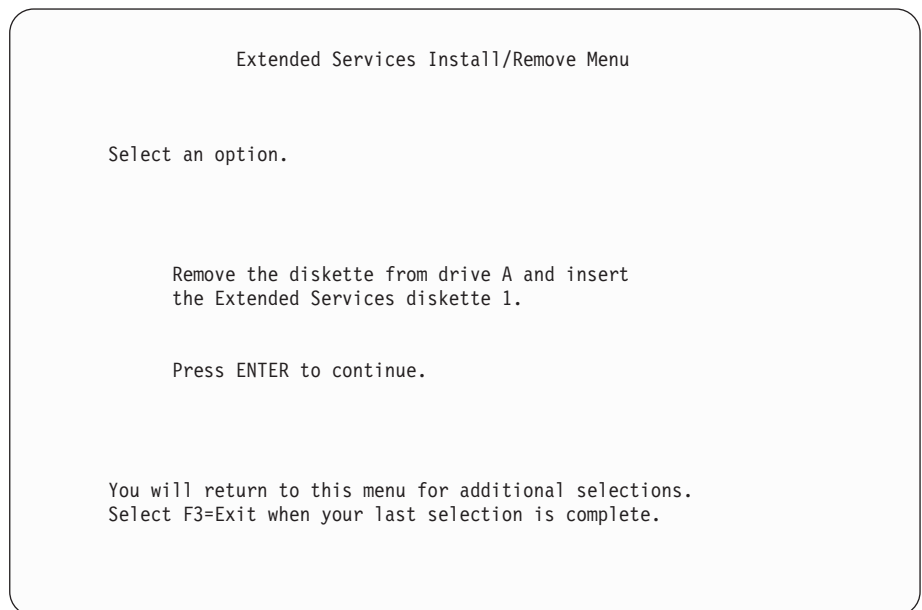 Extended Services Install/Remove Menu
Select an option.
Remove the diskette from drive A and insert
the Extended Services diskette 1.
Press ENTER to continue.
You will return to this menu for additional selections.
Select F3=Exit when your last selection is complete.